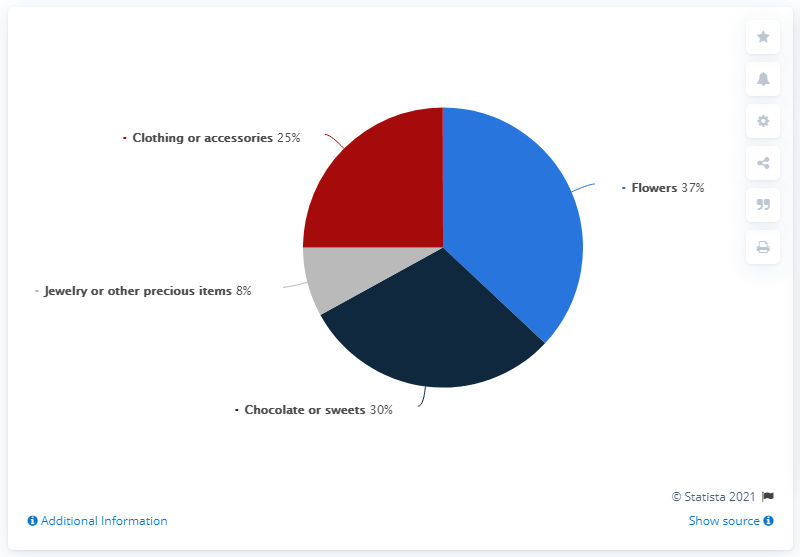 Clothing or accessories 25%
Flowers 37%
Jewelry or other precious items 8%
Chocolate or sweets 30%
© Statista 2021
Additional Information
Show source